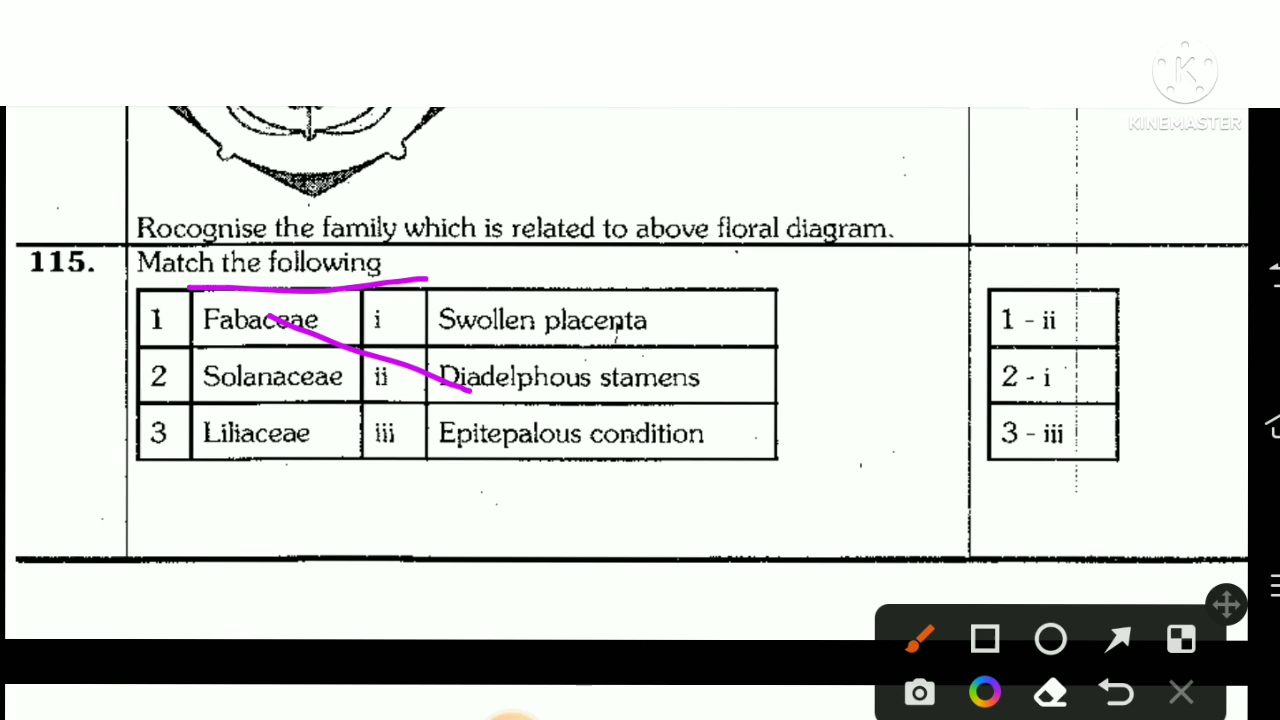 KINEMASTER
Rocognise the family which is related to above floral diagram.
115. Match the following
1 Fabaceae i Swollen placenta 1 - ii
2 Solanaceae ii Diadelphous stamens 2 - i
3 Liliaceae iii Epitepalous condition 3 - iii